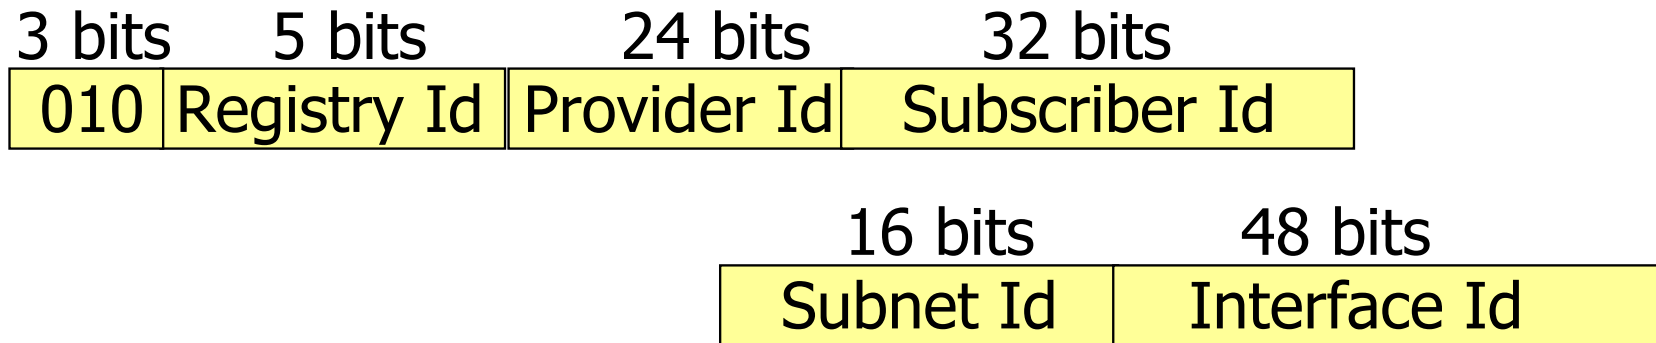 3 bits 5 bits 24 bits 32 bits
010 Registry Id Provider Id Subscriber Id
16 bits 48 bits
Subnet Id Interface Id